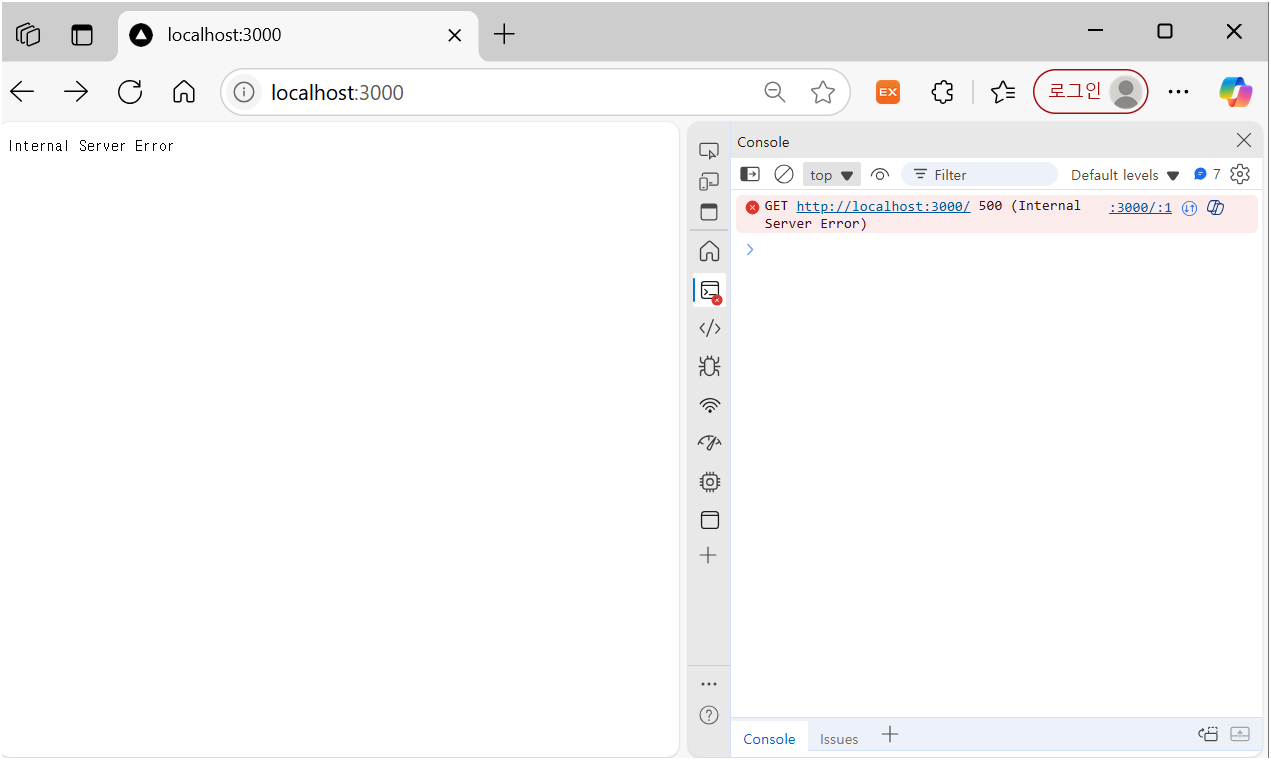 localhost:3000
localhost:3000
EX
로그인
Internal Server Error
Console
top
Filter
Default levels
7
GET http://localhost:3000/ 500 (Internal Server Error)
:3000/:1
Console
Issues